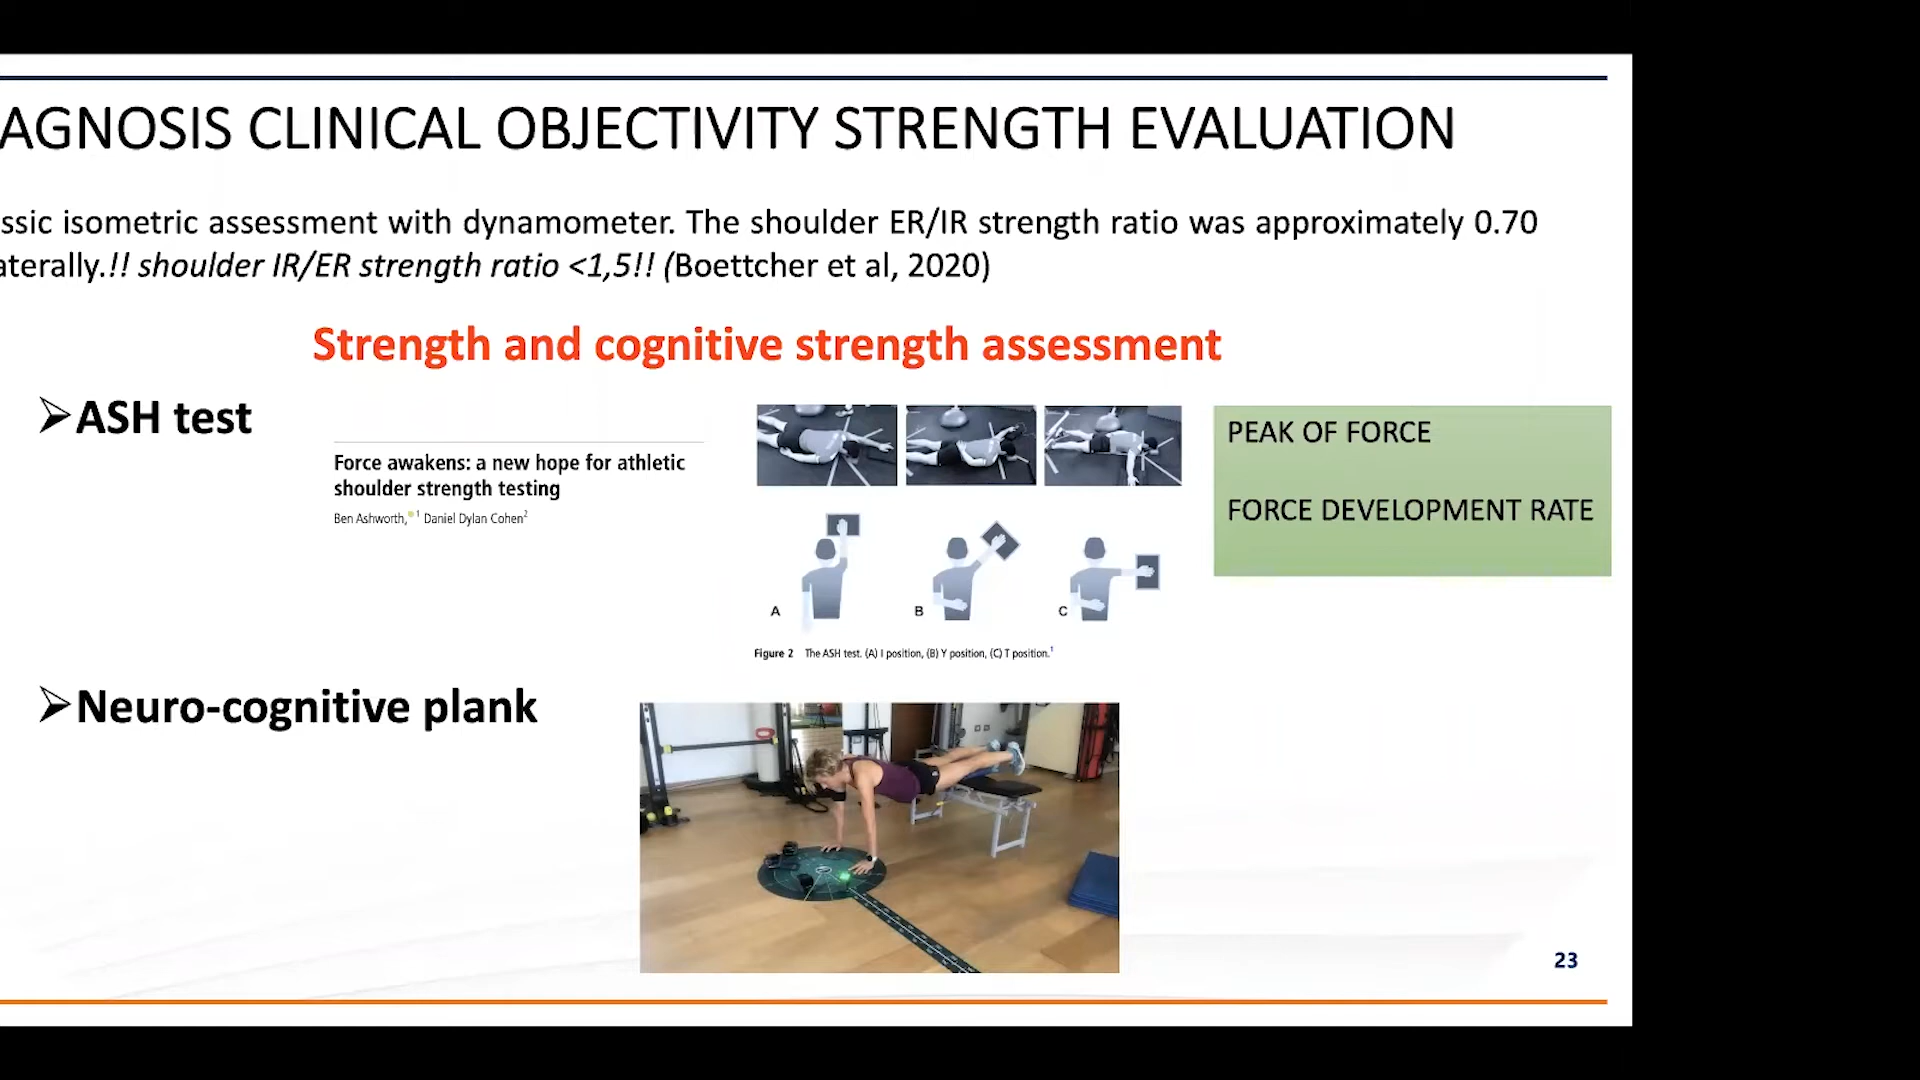 AGNOSIS CLINICAL OBJECTIVITY STRENGTH EVALUATION
ssic isometric assessment with dynamometer. The shoulder ER/IR strength ratio was approximately 0.70
aterally.!! shoulder IR/ER strength ratio <1,5!! (Boettcher et al, 2020)
Strength and cognitive strength assessment
➢ASH test
Force awakens: a new hope for athletic
shoulder strength testing
Ben Ashworth, 1 Daniel Dylan Cohen2
PEAK OF FORCE
FORCE DEVELOPMENT RATE
A B C
Figure 2 The ASH test. (A) I position, (B) Y position, (C) T position.1
➢Neuro-cognitive plank
23